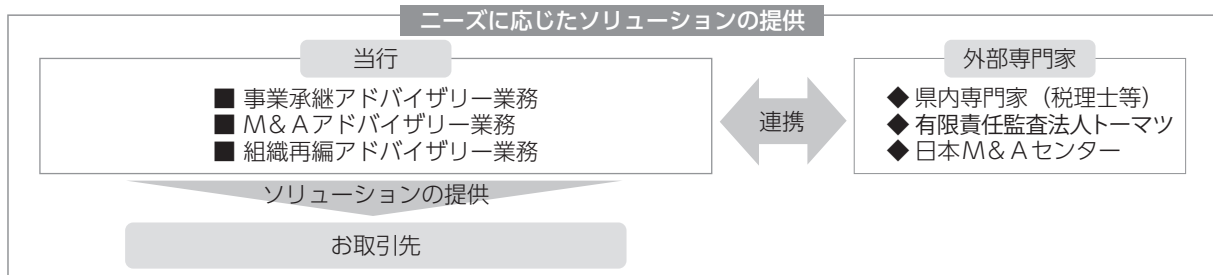 ニーズに応じたソリューションの提供
当行
■ 事業承継アドバイザリー業務
■ M&Aアドバイザリー業務
■ 組織再編アドバイザリー業務
連携
外部専門家
◆ 県内専門家（税理士等）
◆ 有限責任監査法人トーマツ
◆ 日本M&Aセンター
ソリューションの提供
お取引先